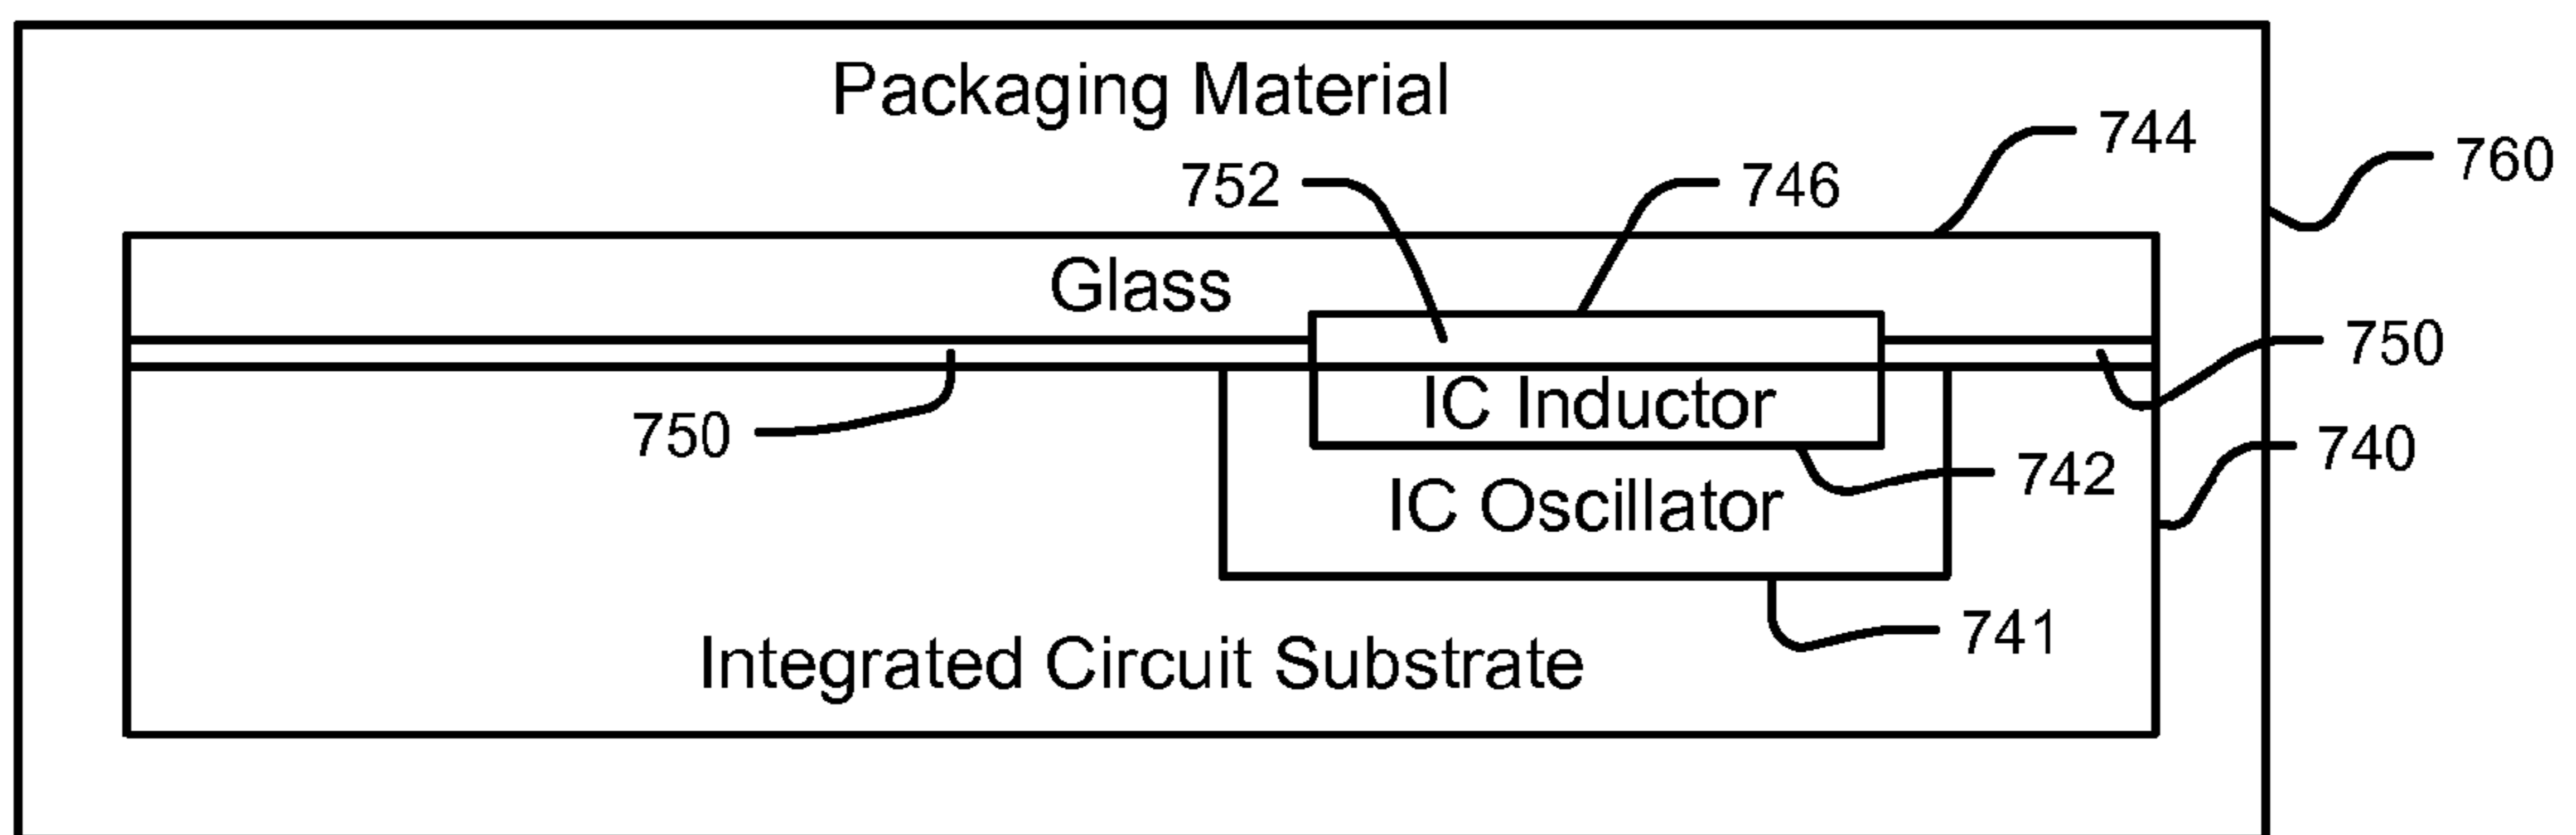 Packaging Material
744
760
752
746
Glass
750
IC Inductor
750
742
740
IC Oscillator
741
Integrated Circuit Substrate